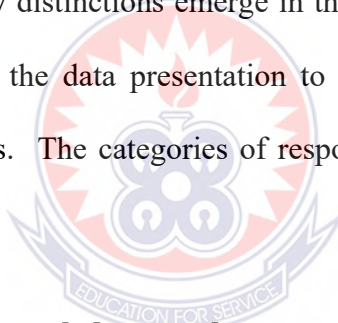 distinctions emerge in th
the data presentation to
s. The categories of respo
EDUCATION FOR SERVICE